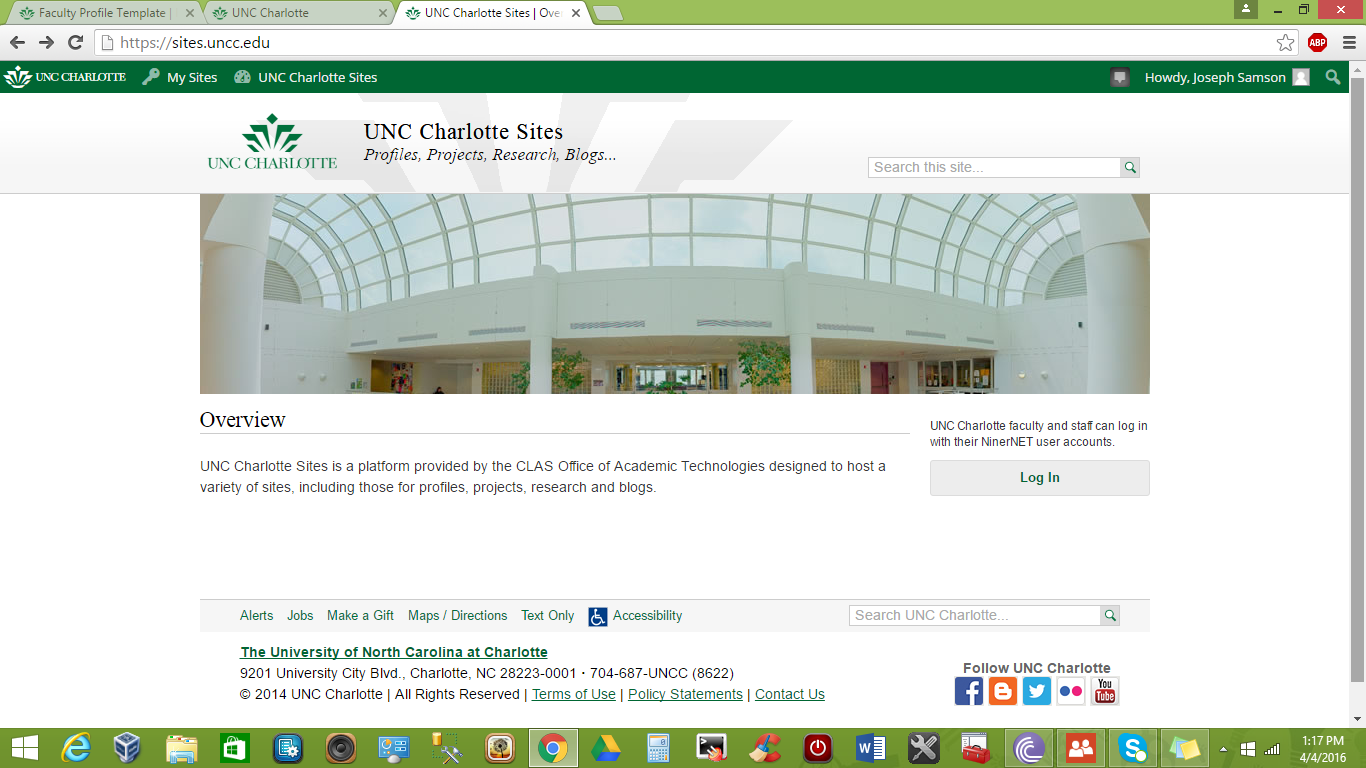 Faculty Profile Template |
UNC Charlotte
UNC Charlotte Sites | Ove
https://sites.uncc.edu
ABP
UNC CHARLOTTE
My Sites
UNC Charlotte Sites
Howdy, Joseph Samson
UNC CHARLOTTE
UNC Charlotte Sites
Profiles, Projects, Research, Blogs...
Search this site...
Overview
UNC Charlotte Sites is a platform provided by the CLAS Office of Academic Technologies designed to host a
variety of sites, including those for profiles, projects, research and blogs.
UNC Charlotte faculty and staff can log in
with their NinerNET user accounts.
Log In
Alerts Jobs Make a Gift Maps / Directions Text Only Accessibility
Search UNC Charlotte...
The University of North Carolina at Charlotte
9201 University City Blvd., Charlotte, NC 28223-0001 · 704-687-UNCC (8622)
© 2014 UNC Charlotte | All Rights Reserved | Terms of Use | Policy Statements | Contact Us
Follow UNC Charlotte
You
Tube
1:17 PM
4/4/2016